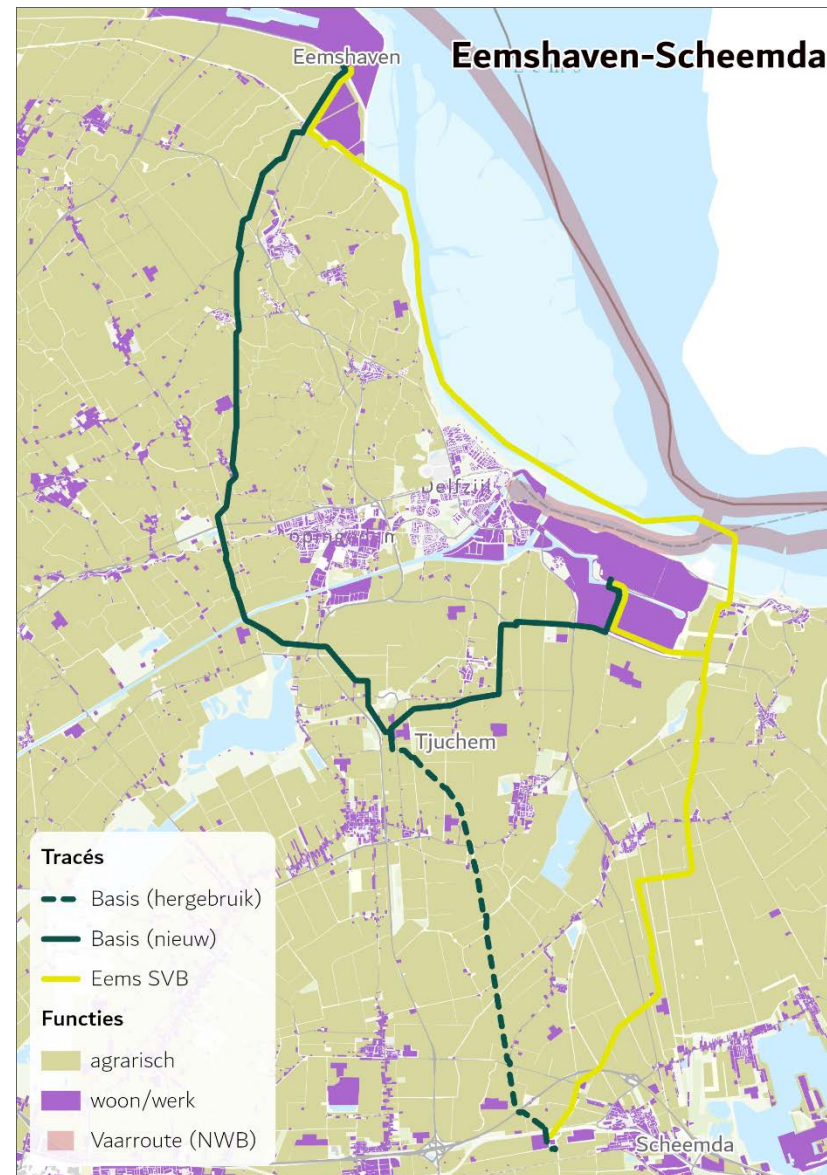 Eemshaven-Scheemda
Eems
Eemshaven
Delfzijl
Tjuchem
Tracés
Basis (hergebruik)
Basis (nieuw)
Eems SVB
Functies
agrarisch
woon/werk
Vaarroute (NWB)
Scheemda